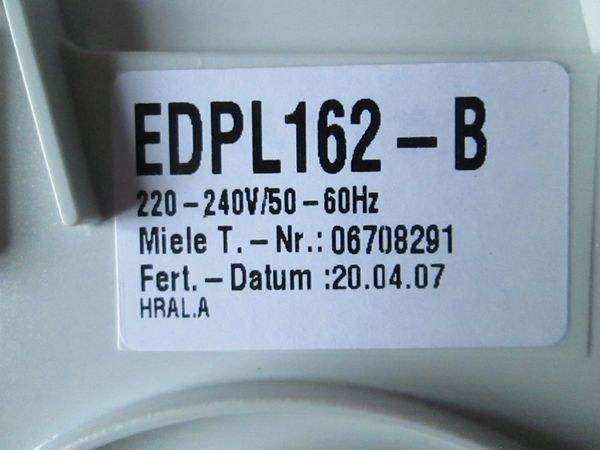 EDPL162-B
220-240V/50-60Hz
Miele T.-Nr.: 06708291
Fert.-Datum :20.04.07
HRAL.A